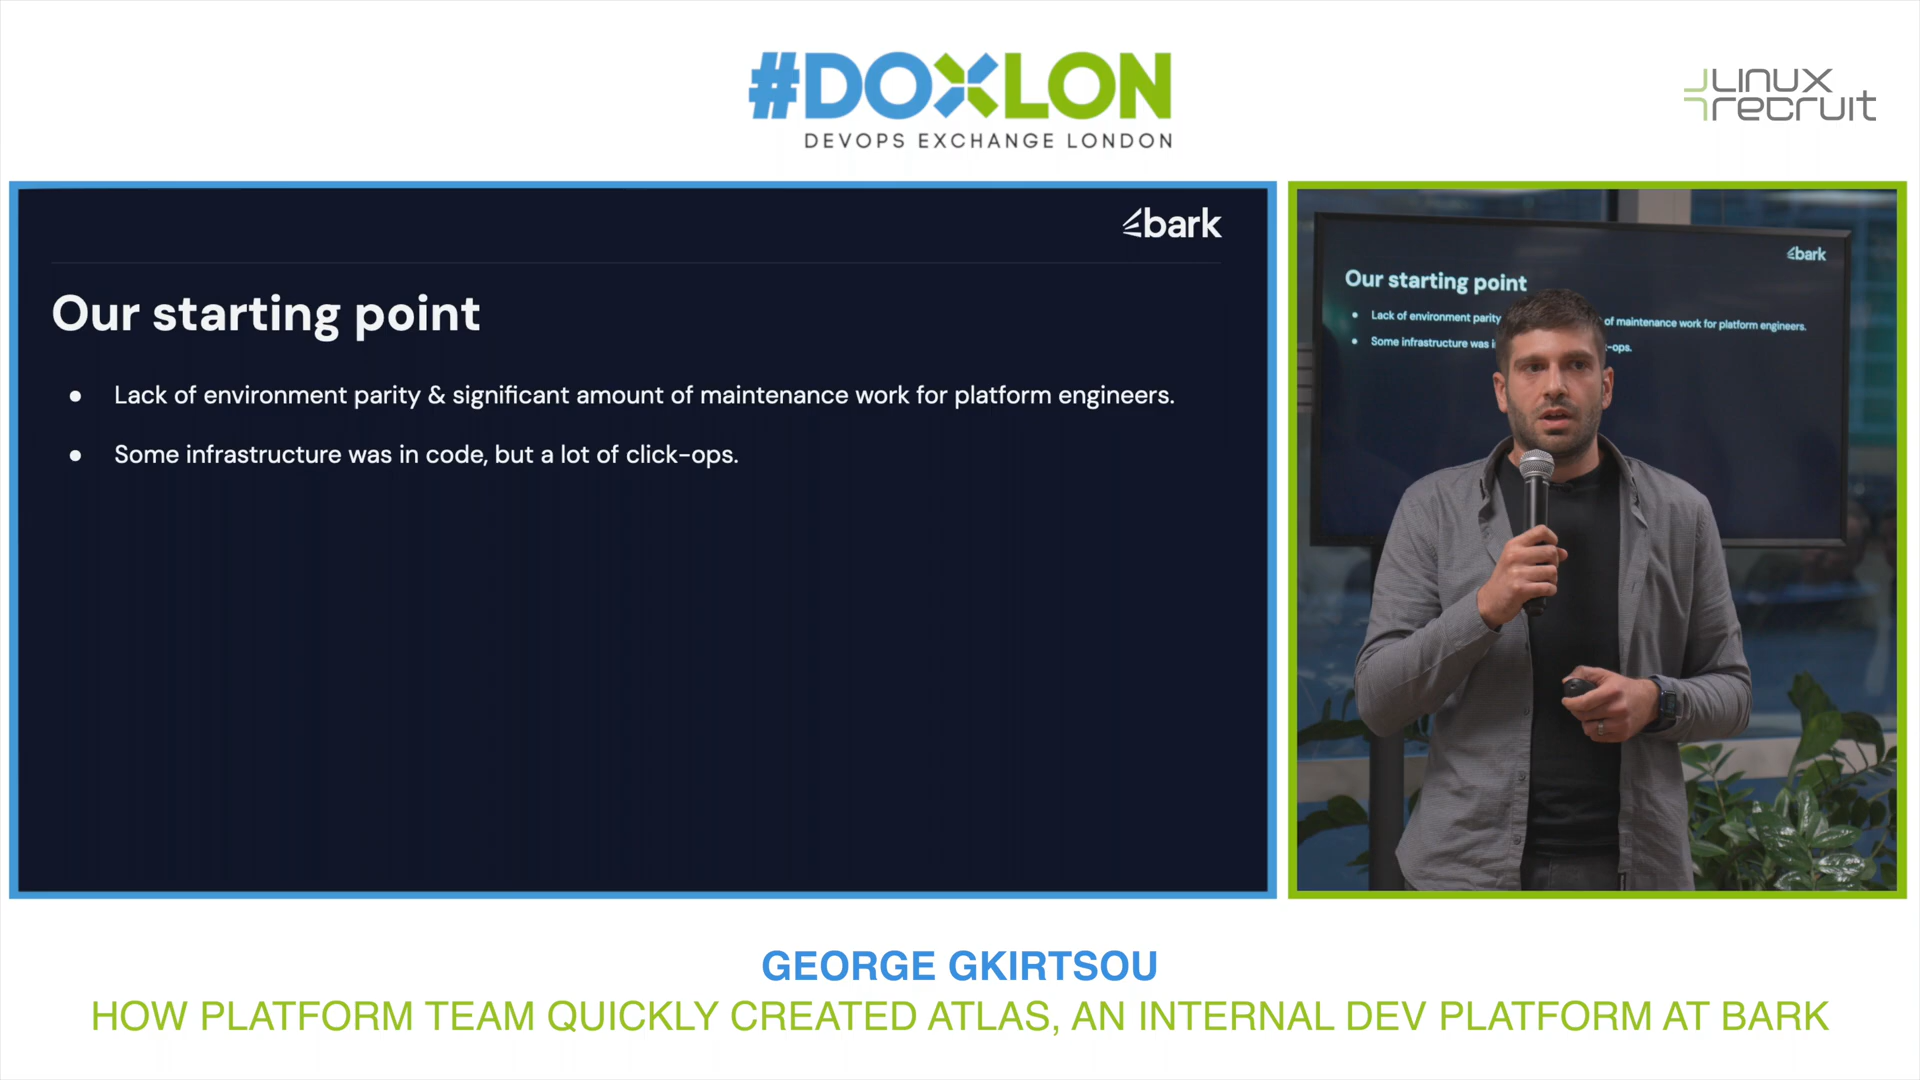 #DOXLON
DEVOPS EXCHANGE LONDON
LINUX
recruit
bark
Our starting point
● Lack of environment parity & significant amount of maintenance work for platform engineers.
● Some infrastructure was in code, but a lot of click-ops.
bark
Our starting point
● Lack of environment parity of maintenance work for platform engineers.
● Some infrastructure was -ops.
GEORGE GKIRTSOU
HOW PLATFORM TEAM QUICKLY CREATED ATLAS, AN INTERNAL DEV PLATFORM AT BARK